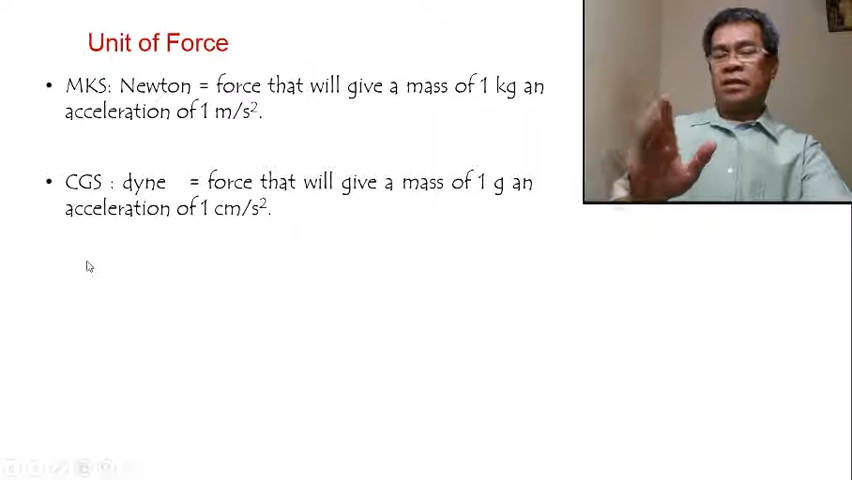 Unit of Force
• MKS: Newton = force that will give a mass of 1 kg an
acceleration of 1 m/s².
• CGS : dyne = force that will give a mass of 1 g an
acceleration of 1 cm/s².